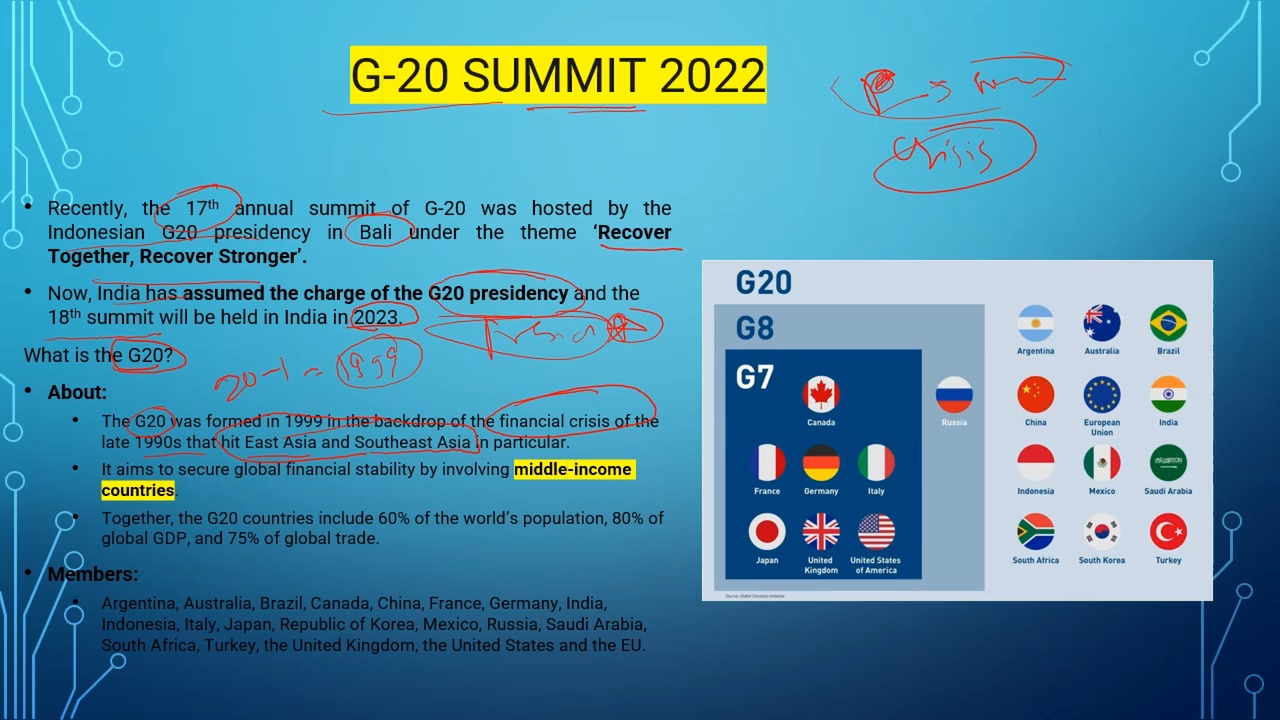 G-20 SUMMIT 2022
crisis
Recently, the 17th annual summit of G-20 was hosted by the
Indonesian G20 presidency in Bali under the theme ‘Recover
Together, Recover Stronger’.
Now, India has assumed the charge of the G20 presidency and the
18th summit will be held in India in 2023.
India
What is the G20?
20-1 = 1999
About:
The G20 was formed in 1999 in the backdrop of the financial crisis of the
late 1990s that hit East Asia and Southeast Asia in particular.
It aims to secure global financial stability by involving middle-income
countries.
Together, the G20 countries include 60% of the world’s population, 80% of
global GDP, and 75% of global trade.
Members:
Argentina, Australia, Brazil, Canada, China, France, Germany, India,
Indonesia, Italy, Japan, Republic of Korea, Mexico, Russia, Saudi Arabia,
South Africa, Turkey, the United Kingdom, the United States and the EU.
G20
G8
G7
Canada
France Germany Italy
Japan United Kingdom United States of America
Russia
Argentina Australia Brazil
China European Union India
Indonesia Mexico Saudi Arabia
South Africa South Korea Turkey